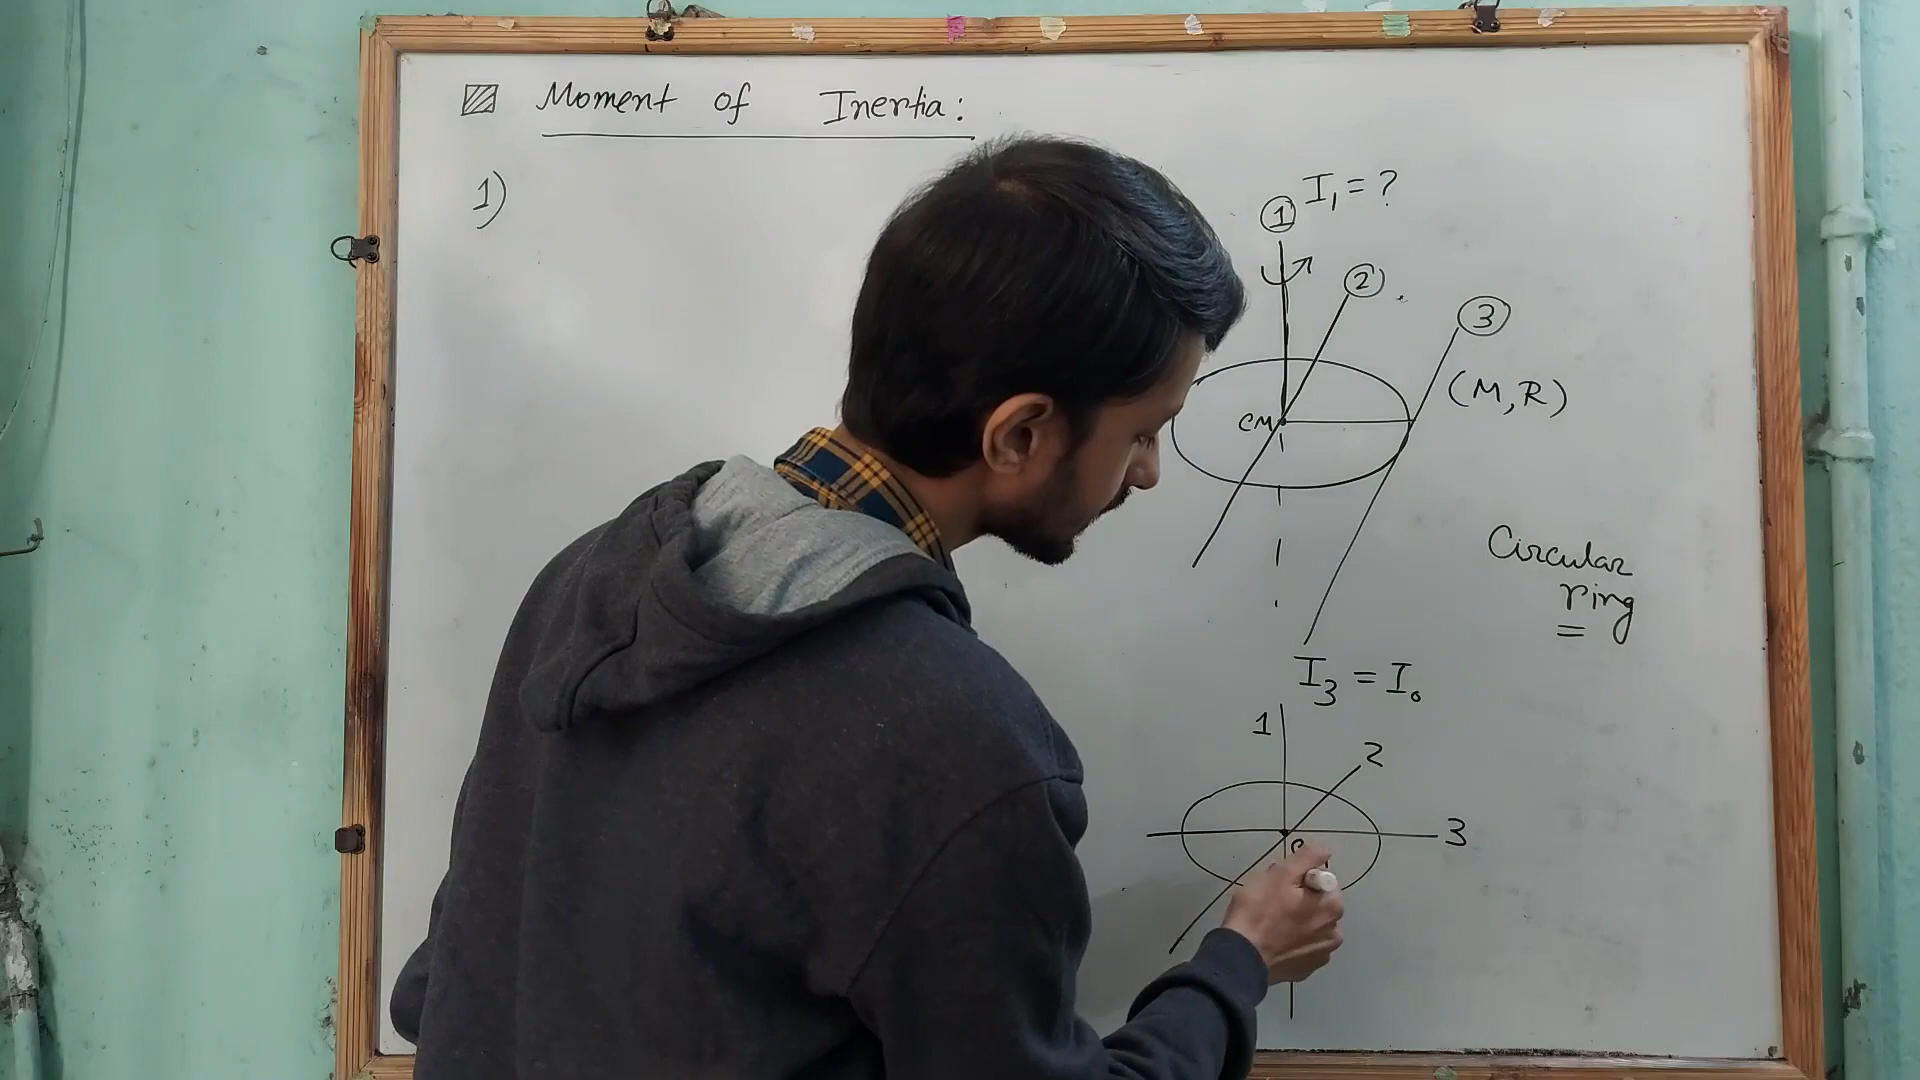 Moment of Inertia:
1)
I₁ = ?
①
②
③
(M, R)
CM
Circular
ring
I₃ = I₀
1
2
3